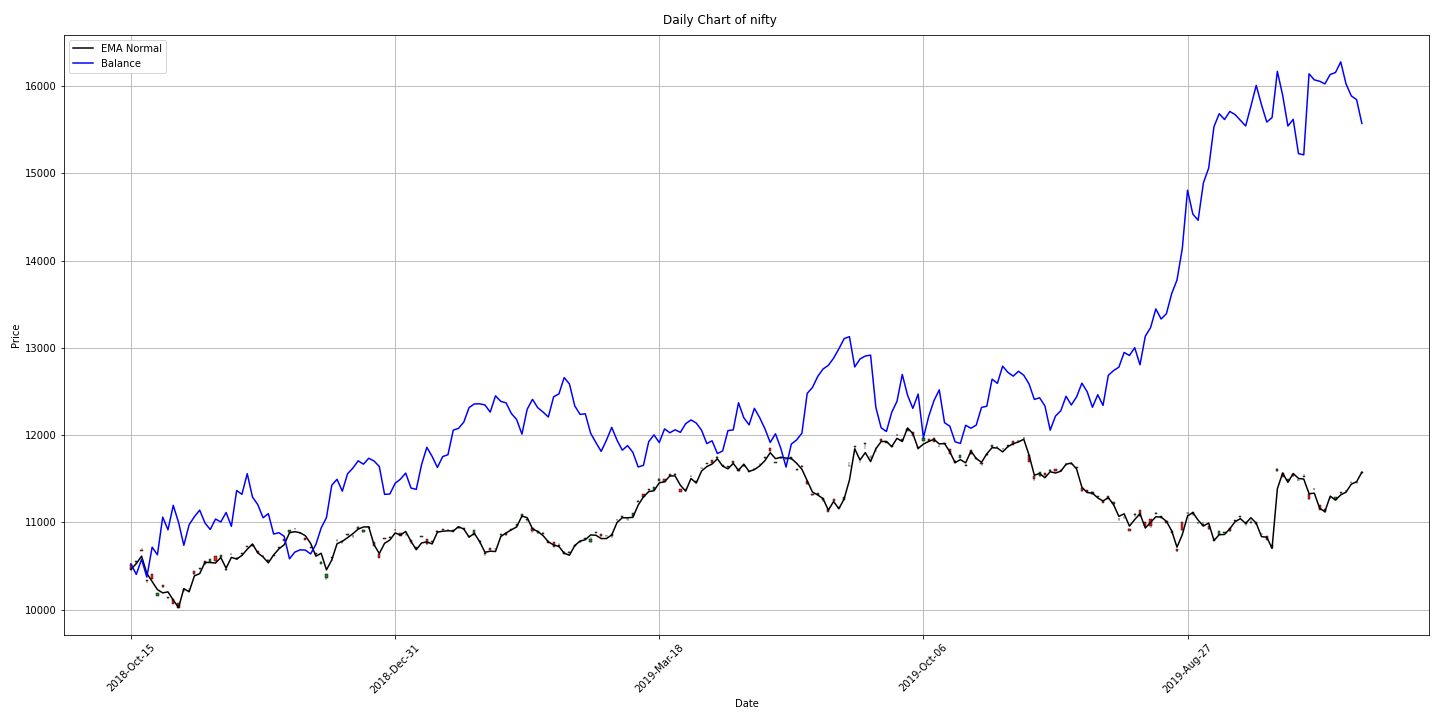 Daily Chart of nifty
EMA Normal
Balance
16000
15000
14000
13000
12000
11000
10000
Price
2018-Oct-15
2018-Dec-31
2019-Mar-18
2019-Oct-06
2019-Aug-27
Date